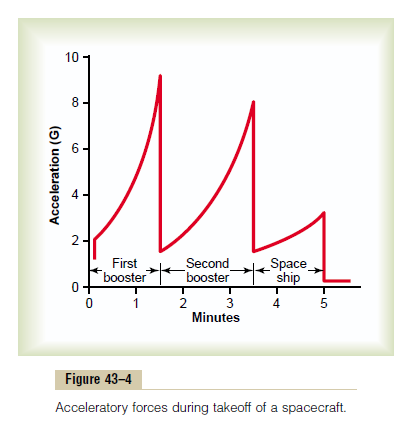 10
8
6
4
2
0
Acceleration (G)
First
booster
Second
booster
Space
ship
0 1 2 3 4 5
Minutes
Figure 43–4
Acceleratory forces during takeoff of a spacecraft.